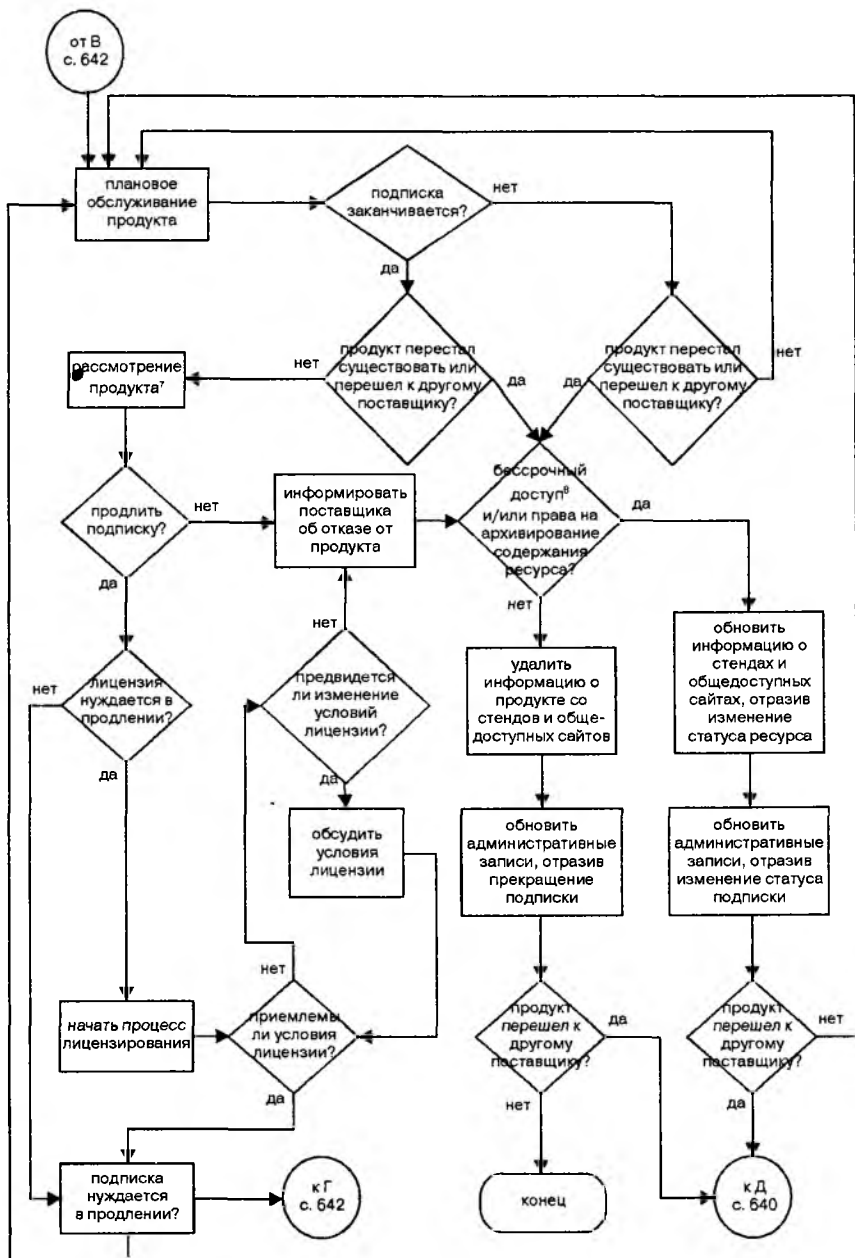 от В
с. 642
плановое
обслуживание
продукта
подписка
заканчивается?
нет
да
продукт перестал
существовать или
перешел к другому
поставщику?
нет
да
продукт перестал
существовать или
перешел к другому
поставщику?
да
нет
рассмотрение
продукта⁷
бессрочный
доступ⁸
и/или права на
архивирование
содержания
ресурса?
да
нет
информировать
поставщика
об отказе от
продукта
продлить
подписку?
нет
да
лицензия
нуждается в
продлении?
нет
да
предвидется
ли изменение
условий
лицензии?
нет
да
удалить
информацию о
продукте со
стендов и обще-
доступных сайтов
обновить
информацию о
стендах и
общедоступных
сайтах, отразив
изменение
статуса ресурса
обсудить
условия
лицензии
обновить
административные
записи, отразив
прекращение
подписки
обновить
административные
записи, отразив
изменение статуса
подписки
начать процесс
лицензирования
приемлемы
ли условия
лицензии?
нет
да
продукт
перешел к
другому
поставщику?
да
нет
продукт
перешел к
другому
поставщику?
нет
да
подписка
нуждается
в продлении?
к Г
с. 642
конец
к Д
с. 640